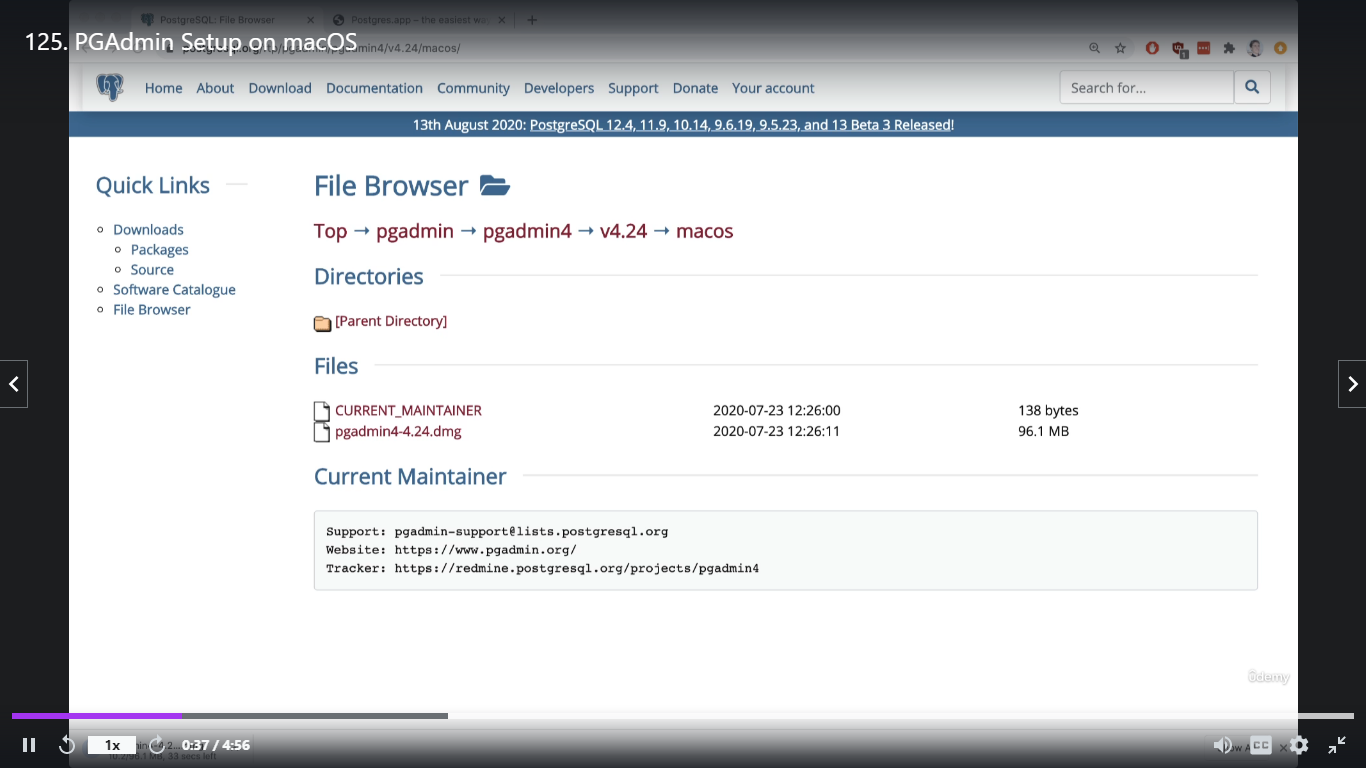 PostgreSQL: File Browser
Postgres.app – the easiest wa
125. PGAdmin Setup on macOS
Home About Download Documentation Community Developers Support Donate Your account
Search for...
13th August 2020: PostgreSQL 12.4, 11.9, 10.14, 9.6.19, 9.5.23, and 13 Beta 3 Released!
Quick Links
Downloads
Packages
Source
Software Catalogue
File Browser
File Browser
Top → pgadmin → pgadmin4 → v4.24 → macos
Directories
[Parent Directory]
Files
CURRENT_MAINTAINER 2020-07-23 12:26:00 138 bytes
pgadmin4-4.24.dmg 2020-07-23 12:26:11 96.1 MB
Current Maintainer
Support: pgadmin-support@lists.postgresql.org
Website: https://www.pgadmin.org/
Tracker: https://redmine.postgresql.org/projects/pgadmin4
ûdemy
1x 0:37 / 4:56
CC